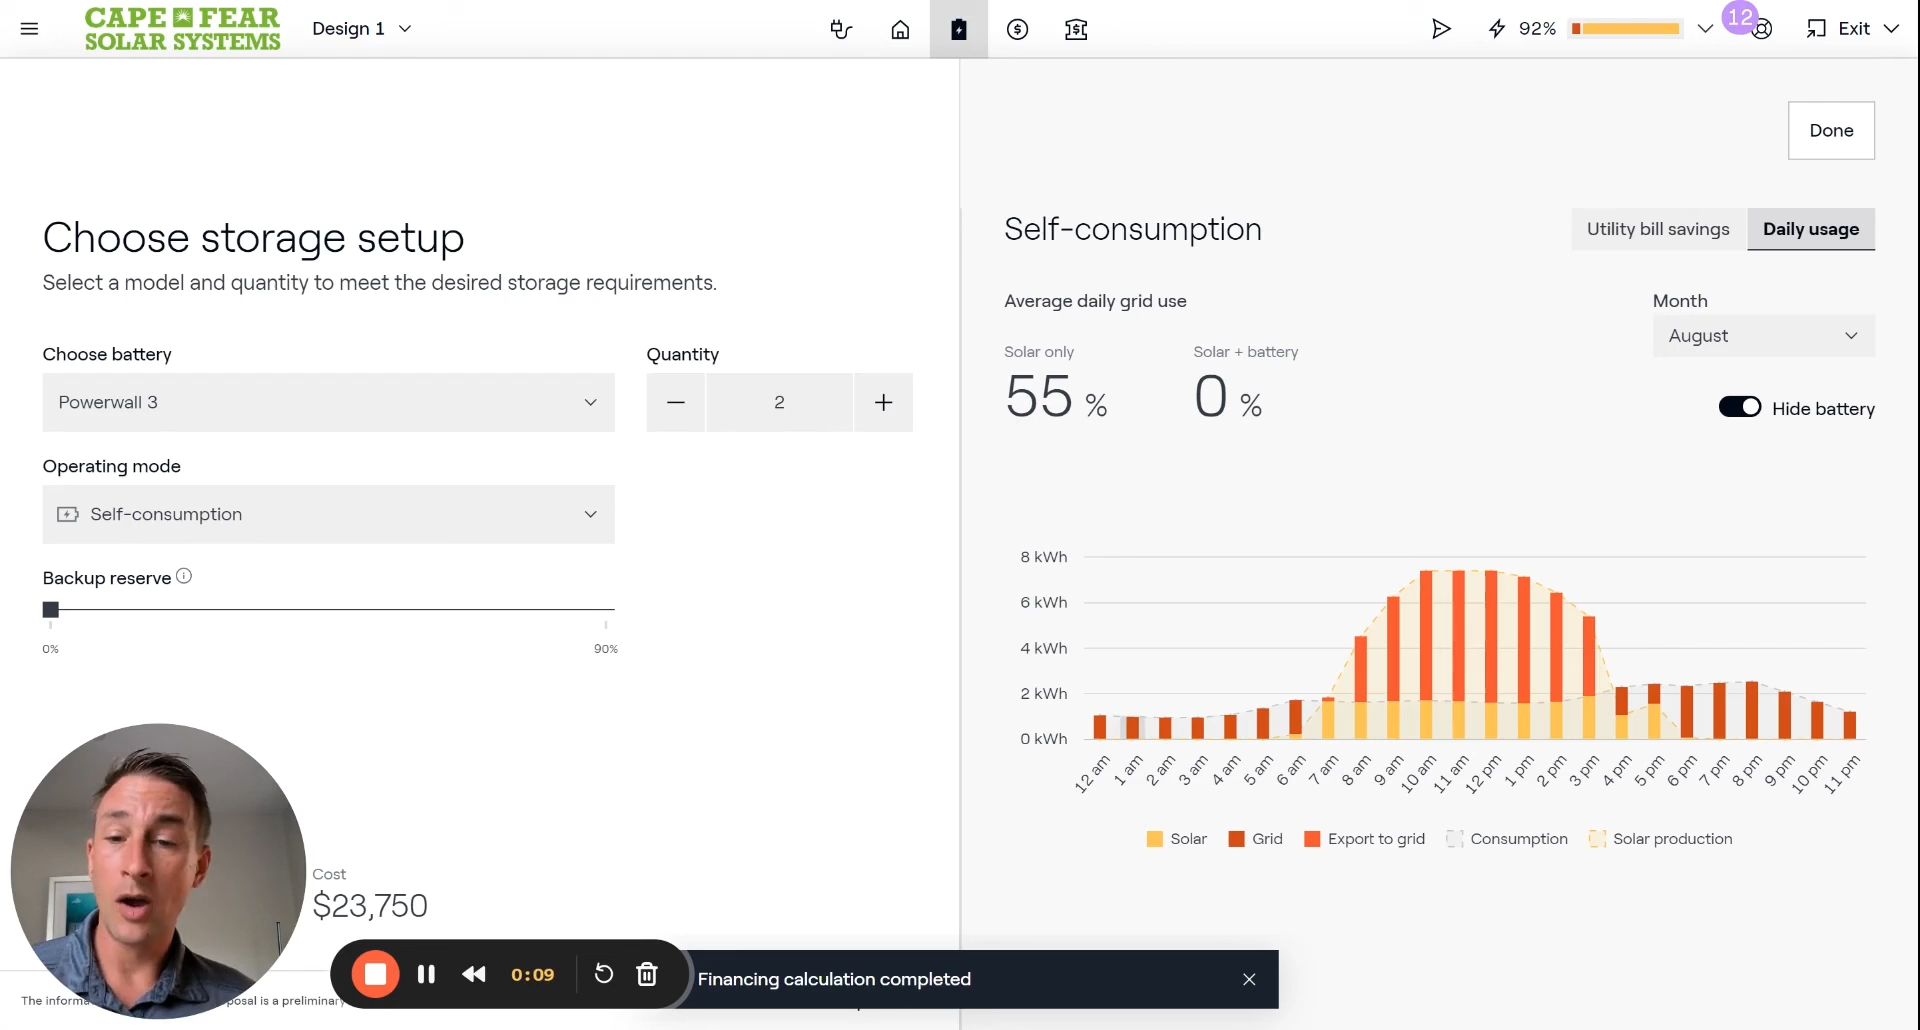 CAPE FEAR
SOLAR SYSTEMS
Design 1
92%
12
Exit
Done
Choose storage setup
Select a model and quantity to meet the desired storage requirements.
Choose battery
Quantity
Powerwall 3
2
Operating mode
Self-consumption
Backup reserve
0%
90%
Cost
$23,750
The
posal is a preliminary
0:09
Financing calculation completed
Self-consumption
Utility bill savings
Daily usage
Average daily grid use
Month
August
Solar only
Solar + battery
55 %
0 %
Hide battery
8 kWh
6 kWh
4 kWh
2 kWh
0 kWh
12 am
1 am
2 am
3 am
4 am
5 am
6 am
7 am
8 am
9 am
10 am
11 am
12 pm
1 pm
2 pm
3 pm
4 pm
5 pm
6 pm
7 pm
8 pm
9 pm
10 pm
11 pm
Solar
Grid
Export to grid
Consumption
Solar production